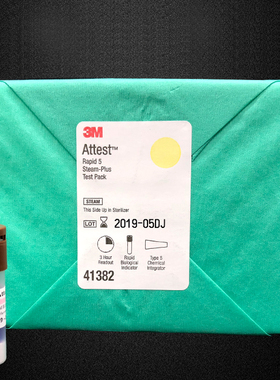 3M
Attest™
Rapid 5
Steam-Plus
Test Pack
STEAM
This Side Up in Sterilizer
LOT 2019-05DJ
3 Hour
Readout
Rapid
Biological
Indicator
Type 5
Chemical
Integrator
41382